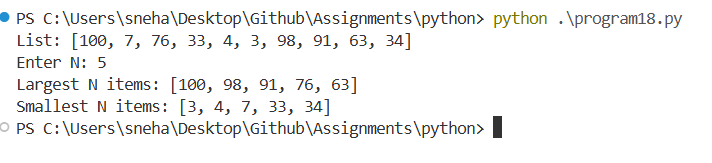 PS C:\Users\sneha\Desktop\Github\Assignments\python> python .\program18.py
List: [100, 7, 76, 33, 4, 3, 98, 91, 63, 34]
Enter N: 5
Largest N items: [100, 98, 91, 76, 63]
Smallest N items: [3, 4, 7, 33, 34]
PS C:\Users\sneha\Desktop\Github\Assignments\python>